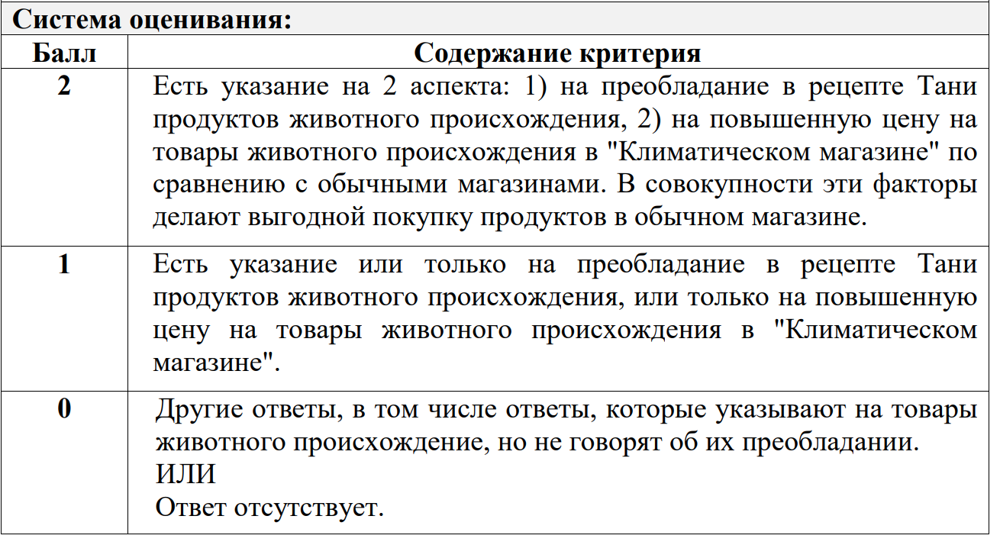 Система оценивания:
Балл Содержание критерия
2 Есть указание на 2 аспекта: 1) на преобладание в рецепте Тани
продуктов животного происхождения, 2) на повышенную цену на
товары животного происхождения в "Климатическом магазине" по
сравнению с обычными магазинами. В совокупности эти факторы
делают выгодной покупку продуктов в обычном магазине.
1 Есть указание или только на преобладание в рецепте Тани
продуктов животного происхождения, или только на повышенную
цену на товары животного происхождения в "Климатическом
магазине".
0 Другие ответы, в том числе ответы, которые указывают на товары
животного происхождение, но не говорят об их преобладании.
ИЛИ
Ответ отсутствует.